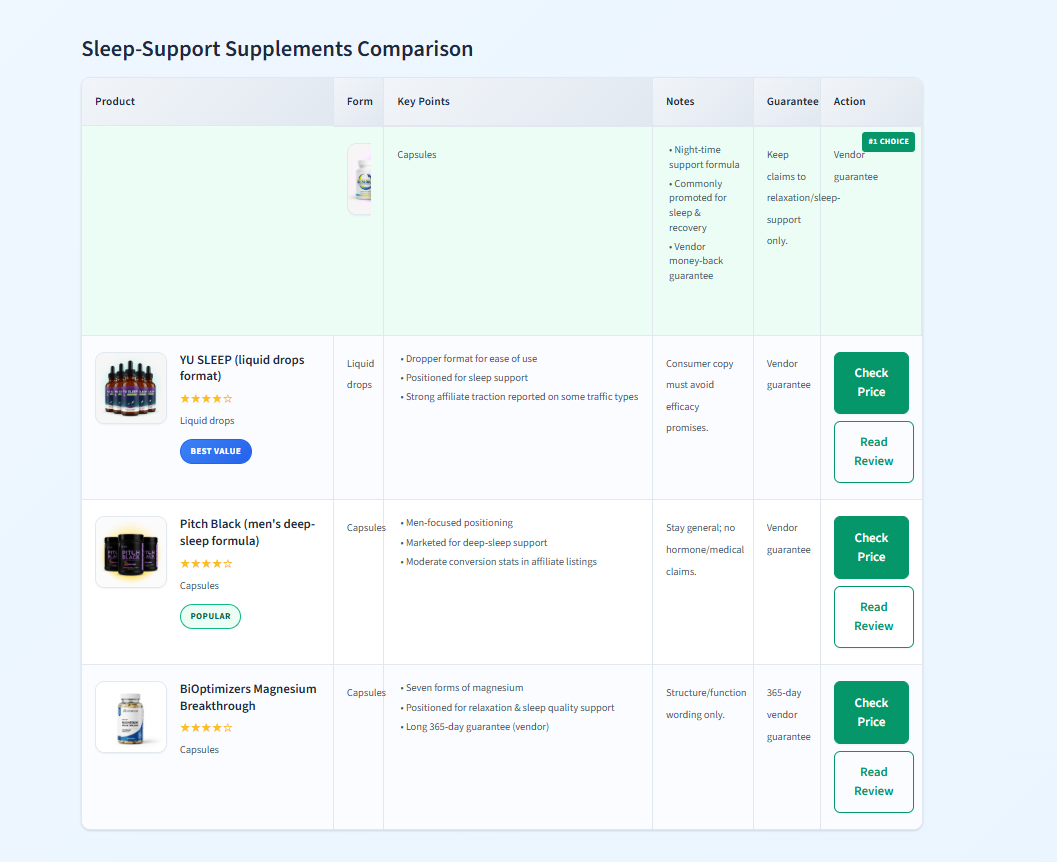 Sleep-Support Supplements Comparison
Product Form Key Points Notes Guarantee Action
#1 CHOICE
Capsules
• Night-time
support formula
• Commonly
promoted for
sleep &
recovery
• Vendor
money-back
guarantee
Keep
claims to
relaxation/sleep-
support
only.
Vendor
guarantee
YU SLEEP (liquid drops
format)
★★★★☆
Liquid drops
BEST VALUE
Liquid
drops
• Dropper format for ease of use
• Positioned for sleep support
• Strong affiliate traction reported on some traffic types
Consumer copy
must avoid
efficacy
promises.
Vendor
guarantee
Check
Price
Read
Review
Pitch Black (men's deep-
sleep formula)
★★★★☆
Capsules
POPULAR
Capsules
• Men-focused positioning
• Marketed for deep-sleep support
• Moderate conversion stats in affiliate listings
Stay general; no
hormone/medical
claims.
Vendor
guarantee
Check
Price
Read
Review
BiOptimizers Magnesium
Breakthrough
★★★★☆
Capsules
Capsules
• Seven forms of magnesium
• Positioned for relaxation & sleep quality support
• Long 365-day guarantee (vendor)
Structure/function
wording only.
365-day
vendor
guarantee
Check
Price
Read
Review